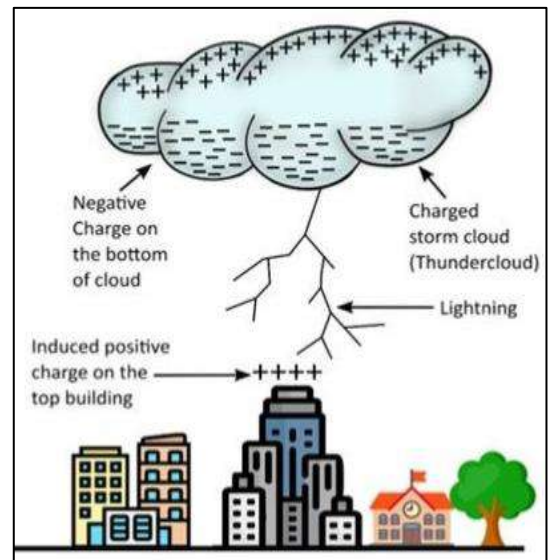 Negative
Charge on
the bottom
of cloud
Charged
storm cloud
(Thundercloud)
Lightning
Induced positive
charge on the
top building
++++